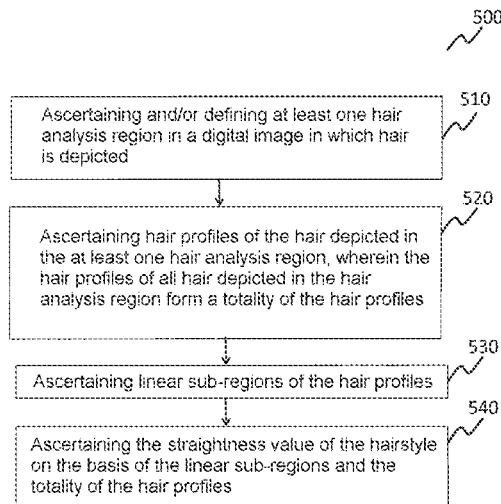 500
510
Ascertaining and/or defining at least one hair
analysis region in a digital image in which hair
is depicted
520
Ascertaining hair profiles of the hair depicted in
the at least one hair analysis region, wherein the
hair profiles of all hair depicted in the hair
analysis region form a totality of the hair profiles
530
Ascertaining linear sub-regions of the hair profiles
540
Ascertaining the straightness value of the hairstyle
on the basis of the linear sub-regions and the
totality of the hair profiles